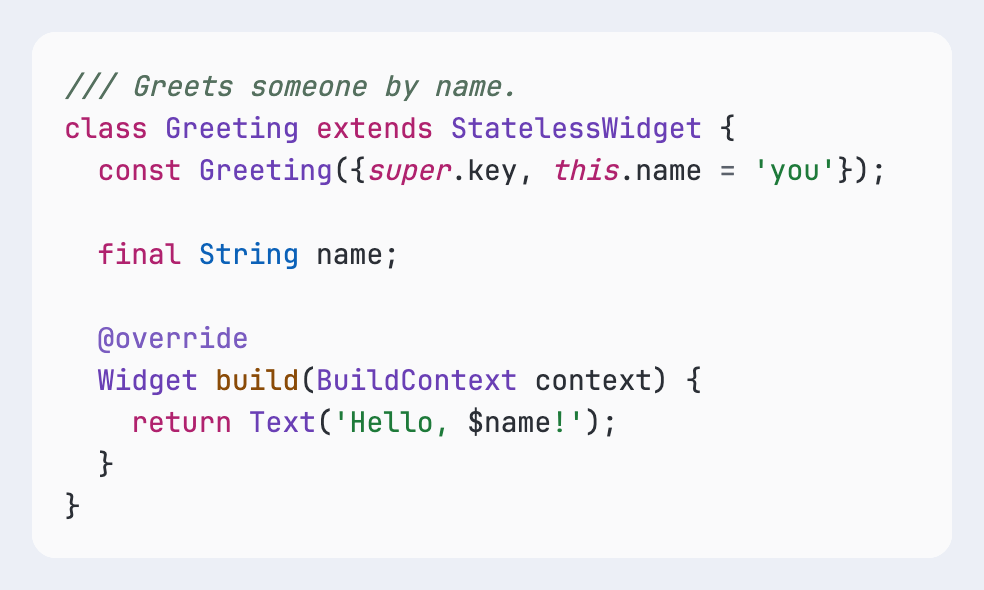 /// Greets someone by name.
class Greeting extends StatelessWidget {
  const Greeting({super.key, this.name = 'you'});

  final String name;

  @override
  Widget build(BuildContext context) {
    return Text('Hello, $name!');
  }
}